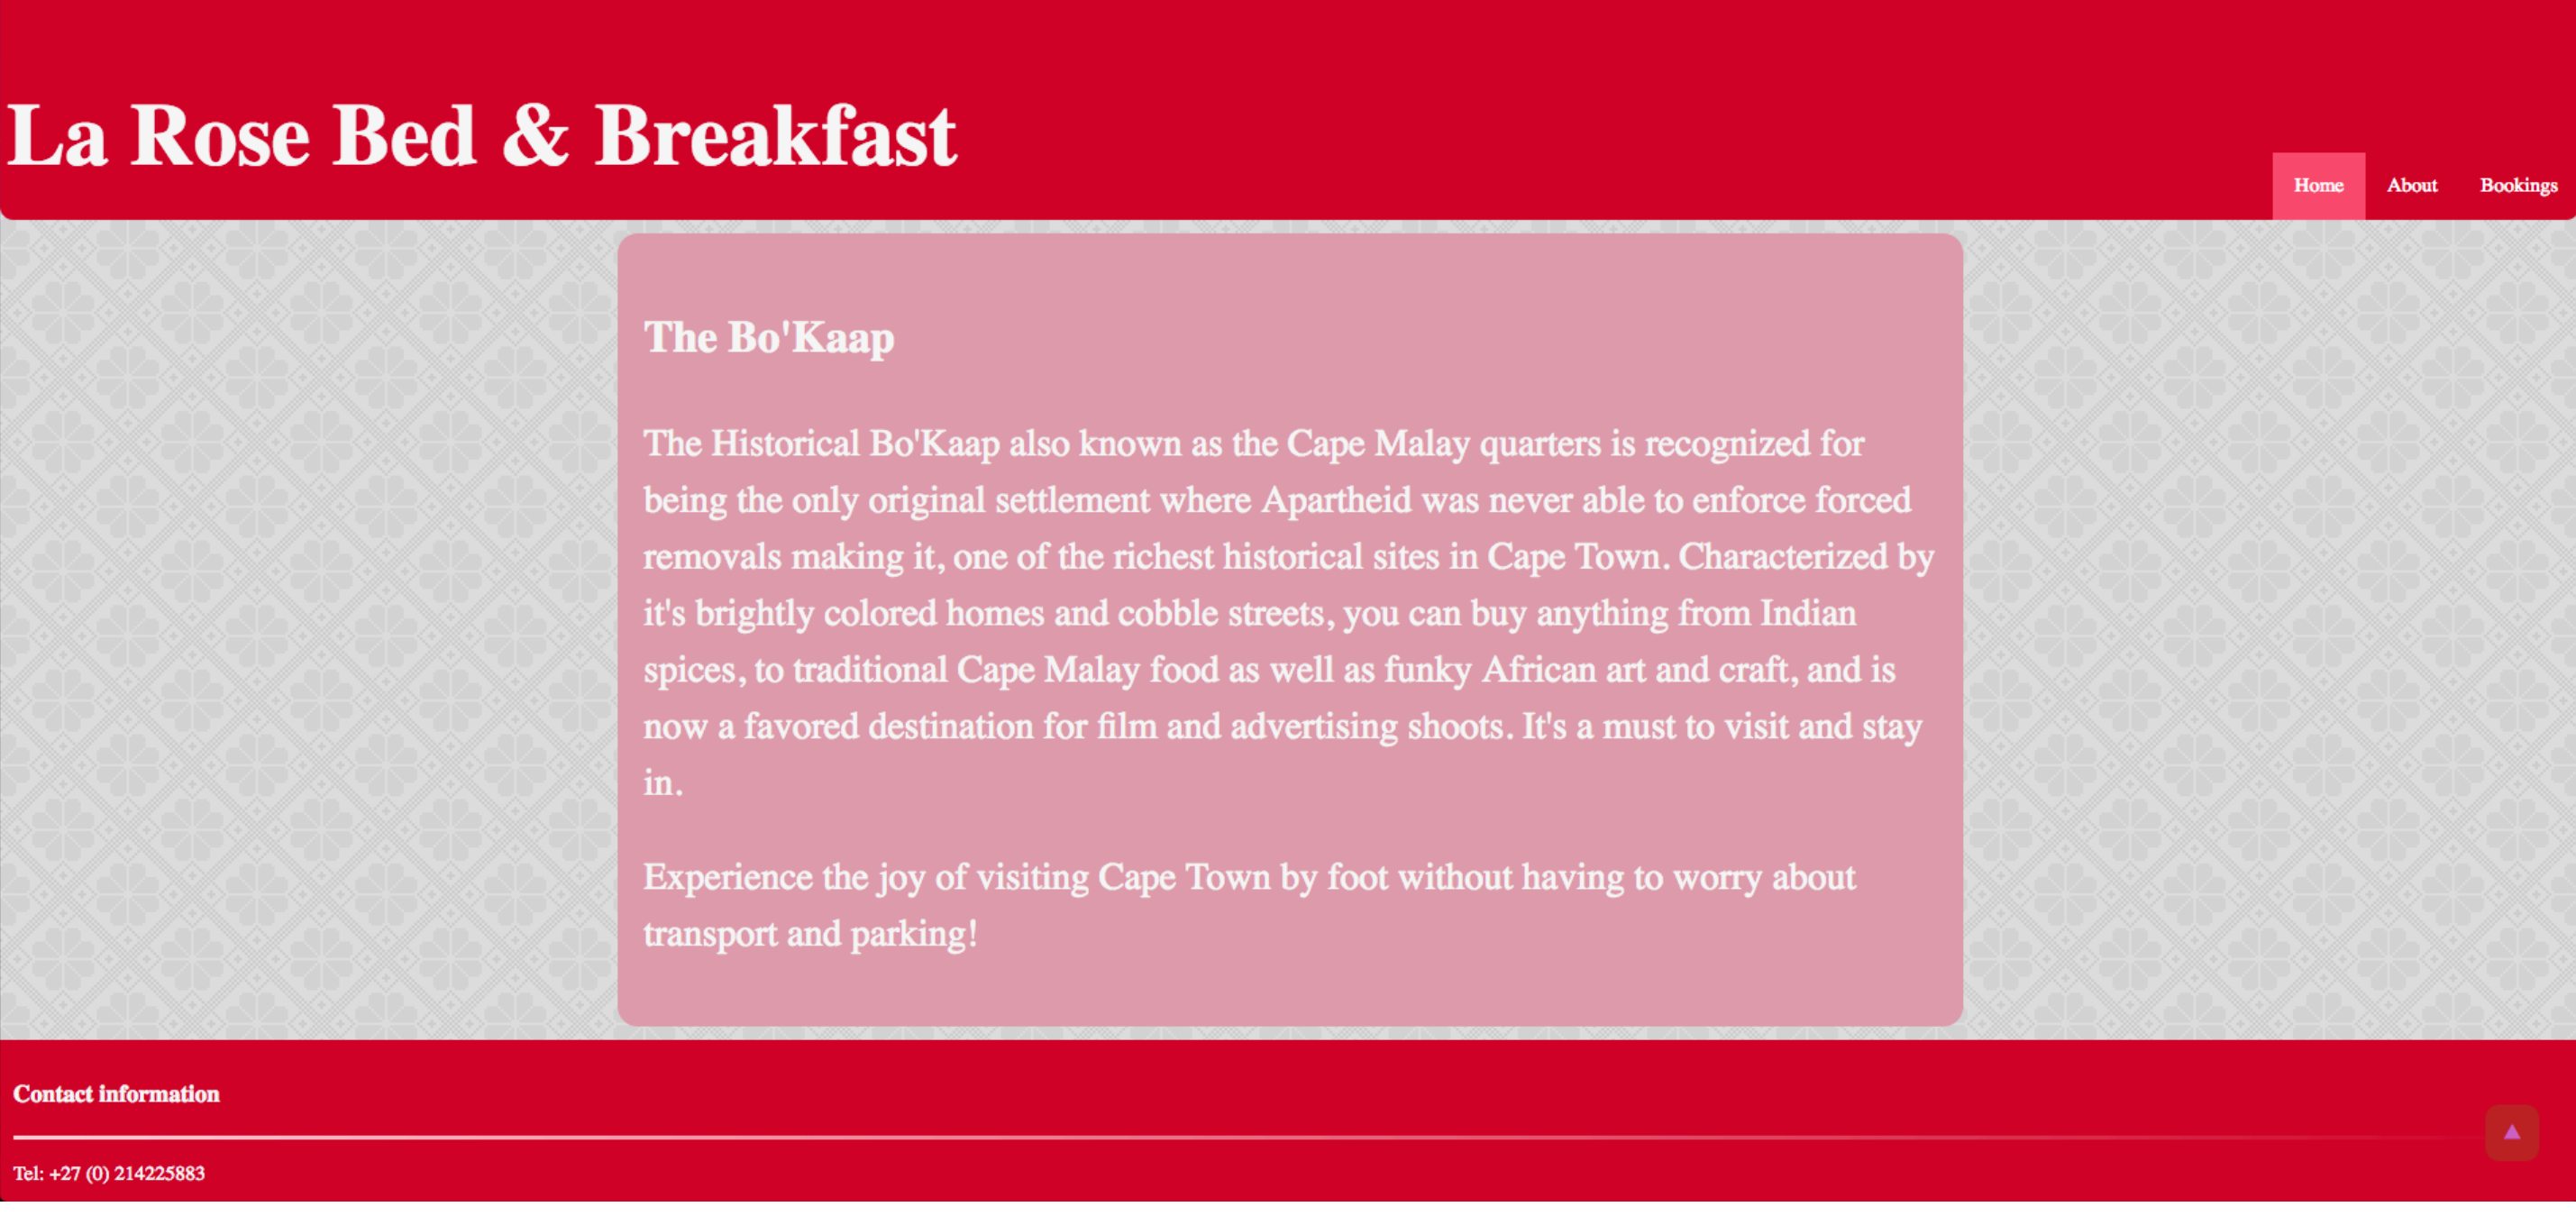 La Rose Bed & Breakfast
Home About Bookings
The Bo'Kaap
The Historical Bo'Kaap also known as the Cape Malay quarters is recognized for
being the only original settlement where Apartheid was never able to enforce forced
removals making it, one of the richest historical sites in Cape Town. Characterized by
it's brightly colored homes and cobble streets, you can buy anything from Indian
spices, to traditional Cape Malay food as well as funky African art and craft, and is
now a favored destination for film and advertising shoots. It's a must to visit and stay
in.
Experience the joy of visiting Cape Town by foot without having to worry about
transport and parking!
Contact information
Tel: +27 (0) 214225883